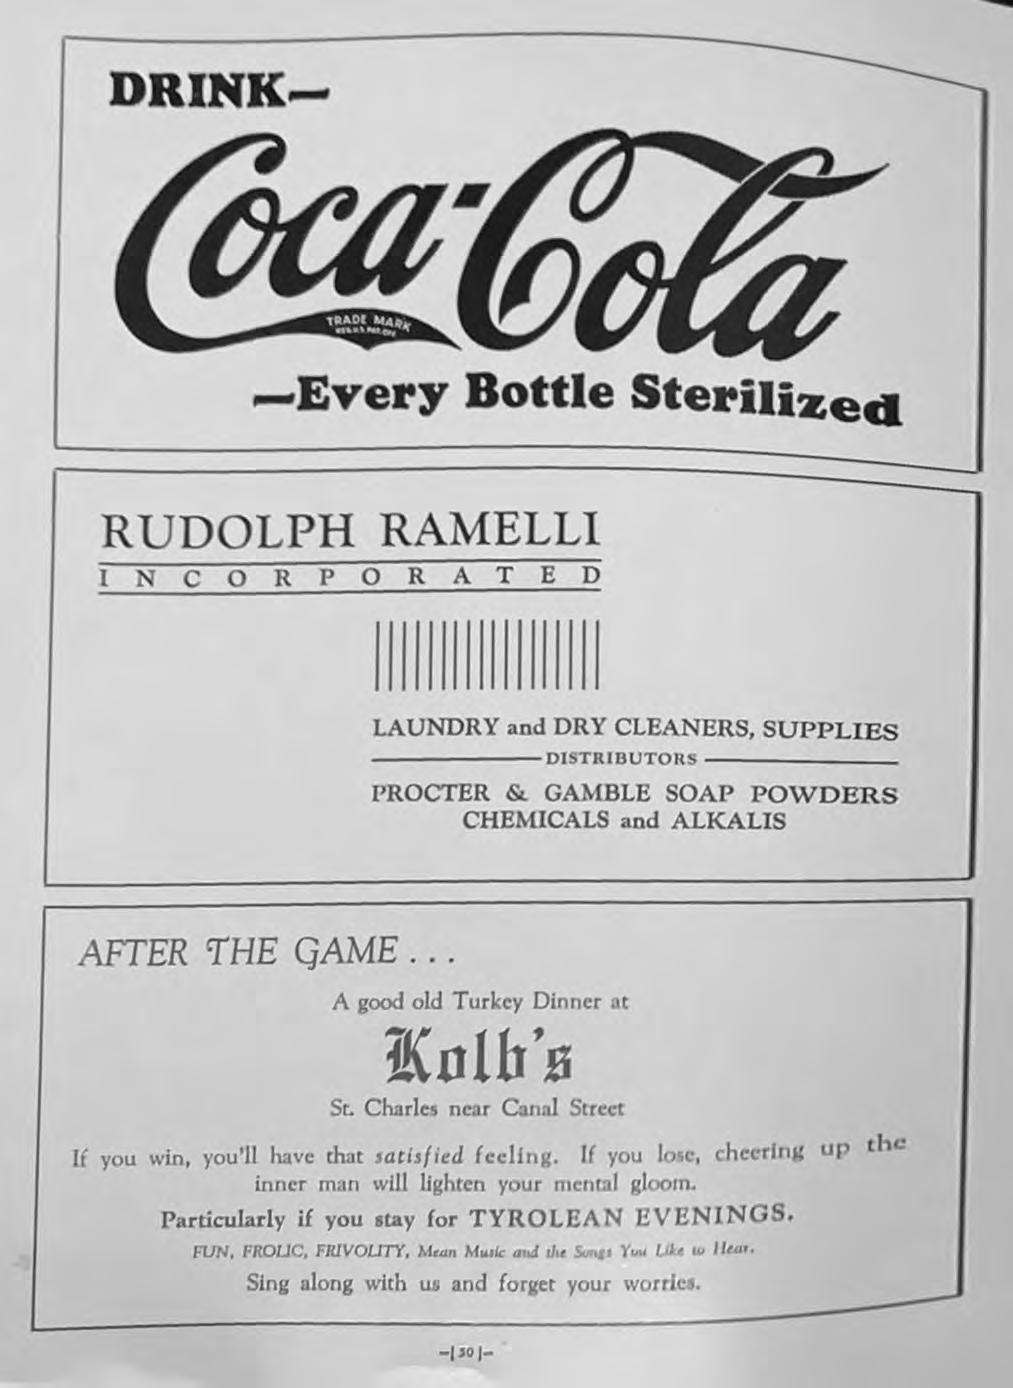 DRINK—
Coca-Cola
TRADE MARK
REG. U.S. PAT. OFF.
—Every Bottle Sterilized
RUDOLPH RAMELLI
INCORPORATED
LAUNDRY and DRY CLEANERS, SUPPLIES
DISTRIBUTORS
PROCTER & GAMBLE SOAP POWDERS
CHEMICALS and ALKALIS
AFTER THE GAME . . .
A good old Turkey Dinner at
Kolb's
St. Charles near Canal Street
If you win, you'll have that satisfied feeling. If you lose, cheering up the
inner man will lighten your mental gloom.
Particularly if you stay for TYROLEAN EVENINGS.
FUN, FROLIC, FRIVOLITY, Mean Music and the Songs You Like to Hear.
Sing along with us and forget your worries.
–[ 50 ]–